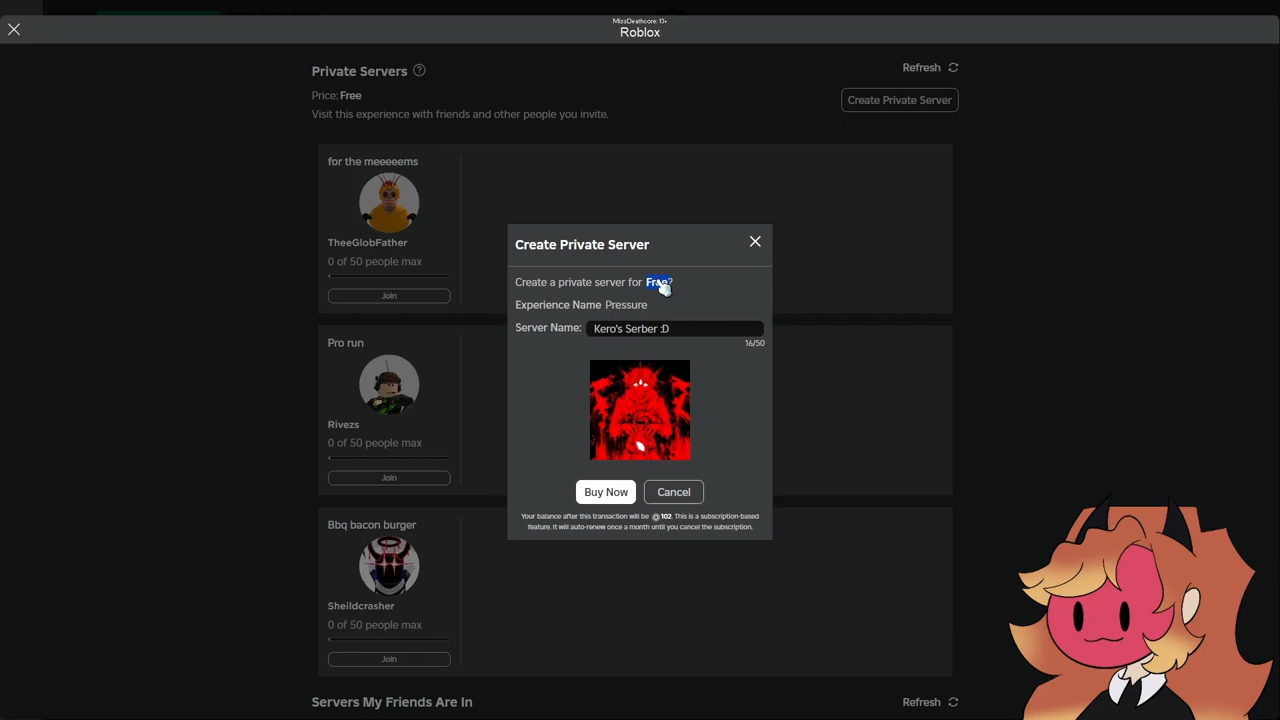 MissDeathcore: 13+
Roblox
Private Servers
Refresh
Price: Free
Create Private Server
Visit this experience with friends and other people you invite.
for the meeeeems
TheeGlobFather
0 of 50 people max
Join
Pro run
Rivezs
0 of 50 people max
Join
Bbq bacon burger
Sheildcrasher
0 of 50 people max
Join
Create Private Server
Create a private server for Free?
Experience Name Pressure
Server Name: Kero's Serber :D
16/50
Buy Now
Cancel
Your balance after this transaction will be 102. This is a subscription-based
feature. It will auto-renew once a month until you cancel the subscription.
Servers My Friends Are In
Refresh